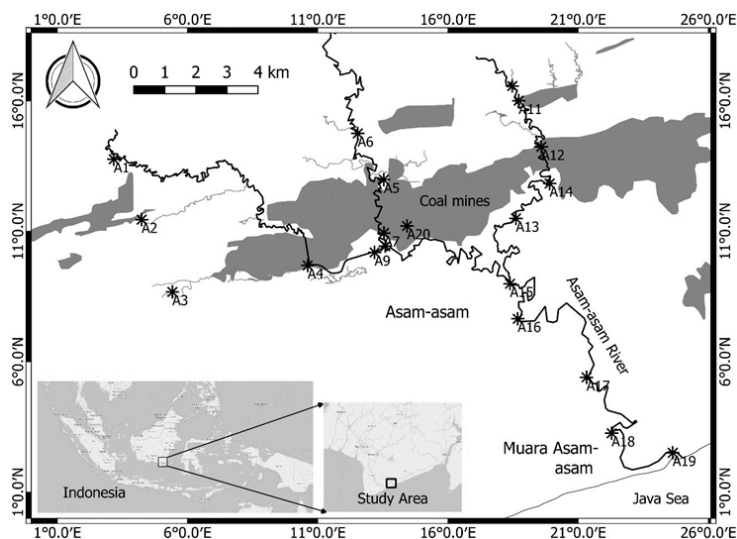 1°0.0'E 6°0.0'E 11°0.0'E 16°0.0'E 21°0.0'E 26°0.0'E
0 1 2 3 4 km
16°0.0'N 16°0.0'N
A11
A6
A12
A1
A5
A14
Coal mines
A2
A13
A20
11°0.0'N 11°0.0'N
A9
A4
A3
A15
Asam-asam
A16
Asam-asam River
6°0.0'N 6°0.0'N
A17
A18
Muara Asam-
asam
A19
Indonesia
Study Area
Java Sea
1°0.0'N 1°0.0'N
1°0.0'E 6°0.0'E 11°0.0'E 16°0.0'E 21°0.0'E 26°0.0'E